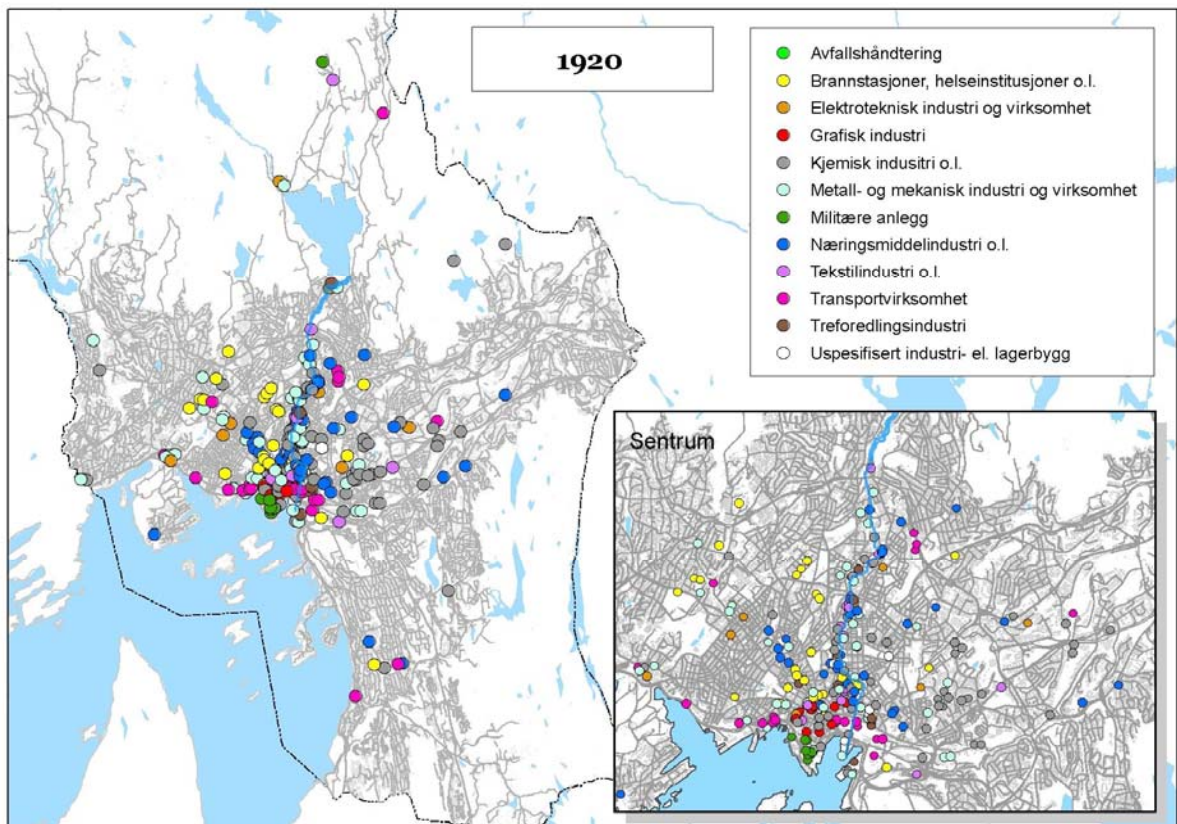 1920
Avfallshåndtering
Brannstasjoner, helseinstitusjoner o.l.
Elektroteknisk industri og virksomhet
Grafisk industri
Kjemisk indusitri o.l.
Metall- og mekanisk industri og virksomhet
Militære anlegg
Næringsmiddelindustri o.l.
Tekstilindustri o.l.
Transportvirksomhet
Treforedlingsindustri
Uspesifisert industri- el. lagerbygg
Sentrum